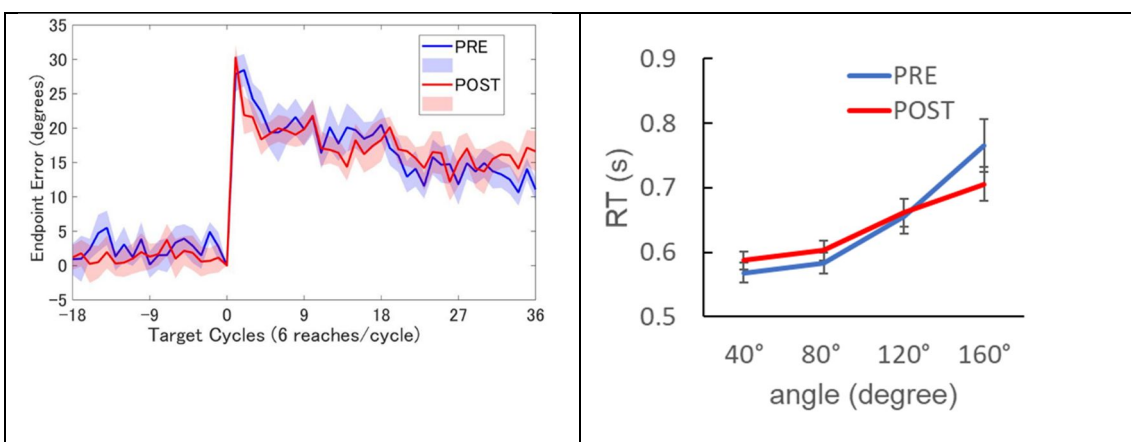 35
30
25
20
15
10
5
0
−5
Endpoint Error (degrees)
PRE
POST
−18 −9 0 9 18 27 36
Target Cycles (6 reaches/cycle)
0.9
0.8
0.7
0.6
0.5
RT (s)
PRE
POST
40° 80° 120° 160°
angle (degree)